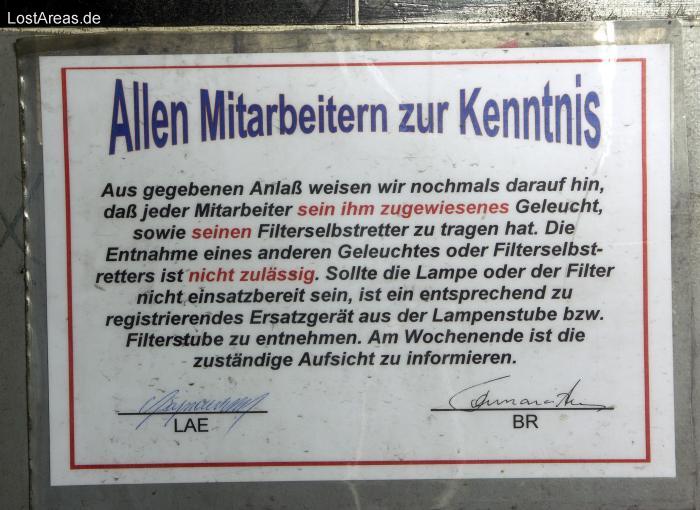 LostAreas.de
Allen Mitarbeitern zur Kenntnis
Aus gegebenen Anlaß weisen wir nochmals darauf hin,
daß jeder Mitarbeiter sein ihm zugewiesenes Geleucht,
sowie seinen Filterselbstretter zu tragen hat. Die
Entnahme eines anderen Geleuchtes oder Filterselbst-
retters ist nicht zulässig. Sollte die Lampe oder der Filter
nicht einsatzbereit sein, ist ein entsprechend zu
registrierendes Ersatzgerät aus der Lampenstube bzw.
Filterstube zu entnehmen. Am Wochenende ist die
zuständige Aufsicht zu informieren.
LAE BR